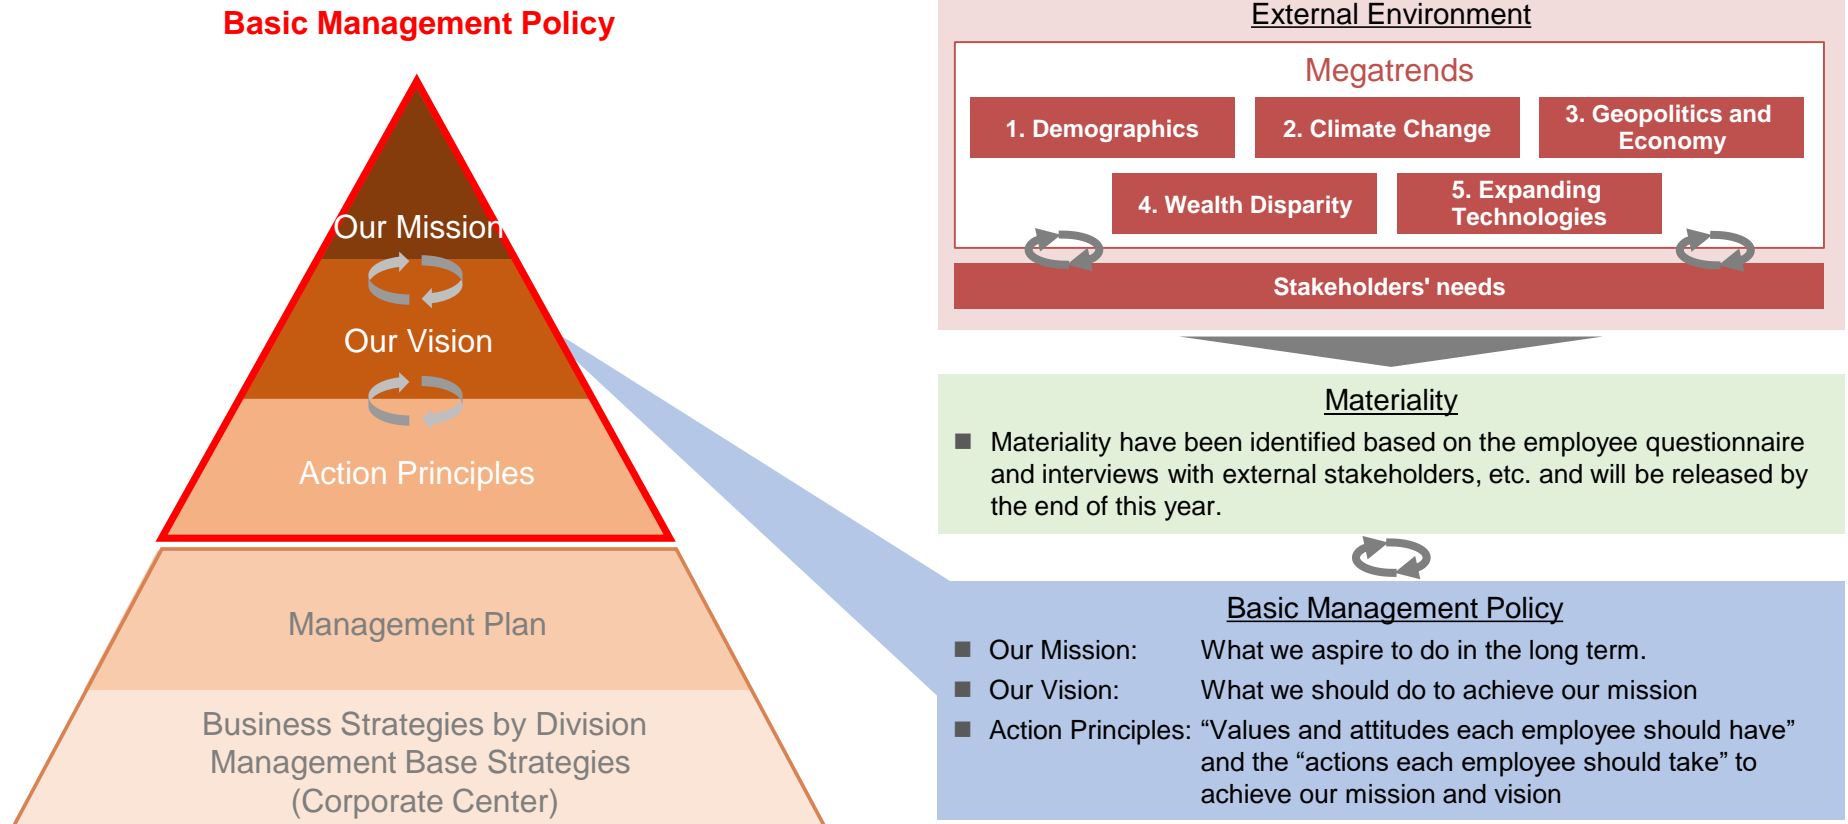 Basic Management Policy
Our Mission
Our Vision
Action Principles
Management Plan
Business Strategies by Division
Management Base Strategies
(Corporate Center)
External Environment
Megatrends
1. Demographics
2. Climate Change
3. Geopolitics and
Economy
4. Wealth Disparity
5. Expanding
Technologies
Stakeholders' needs
Materiality
Materiality have been identified based on the employee questionnaire
and interviews with external stakeholders, etc. and will be released by
the end of this year.
Basic Management Policy
Our Mission: What we aspire to do in the long term.
Our Vision: What we should do to achieve our mission
Action Principles: “Values and attitudes each employee should have”
and the “actions each employee should take” to
achieve our mission and vision